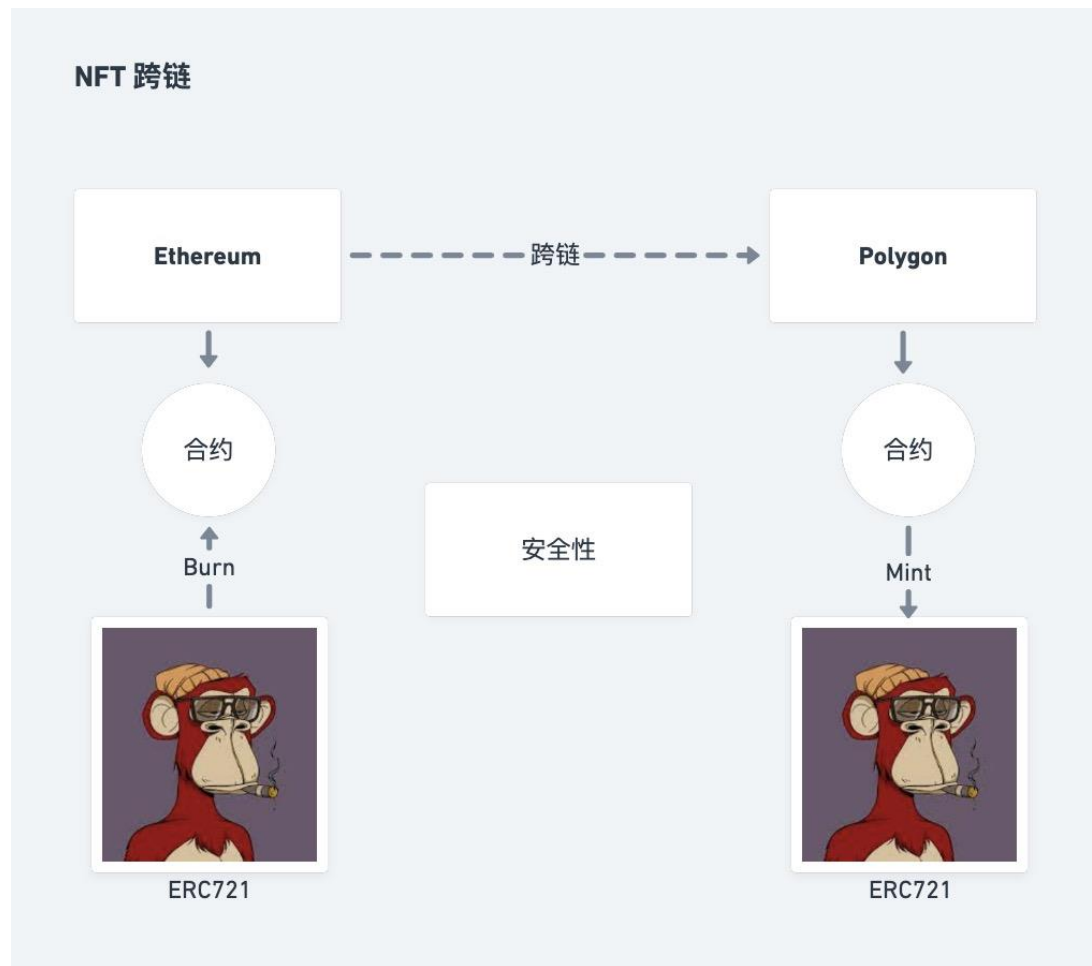 NFT 跨链
Ethereum
跨链
Polygon
合约
合约
安全性
Burn
Mint
ERC721
ERC721